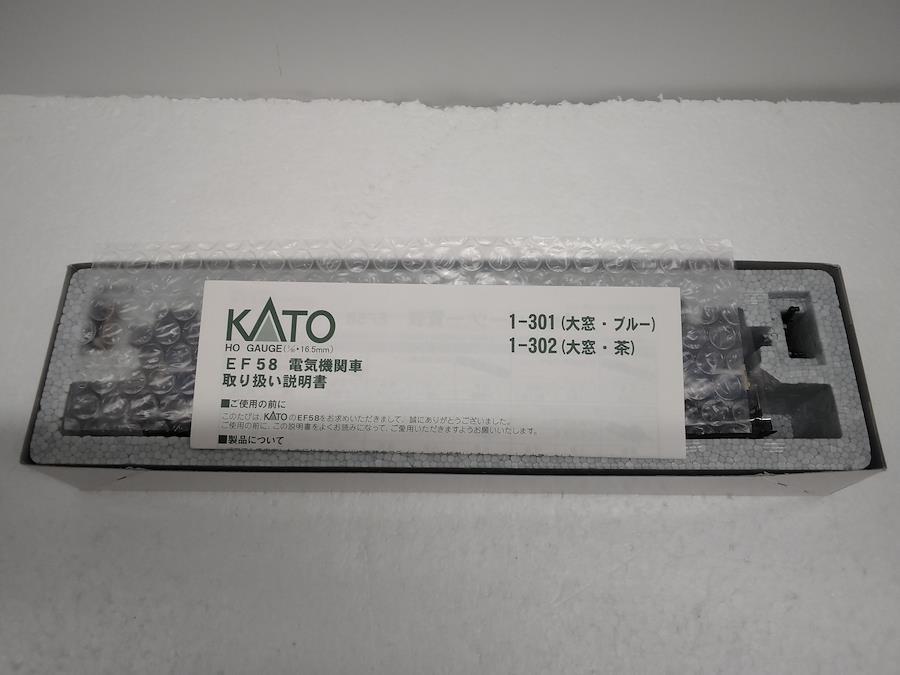 KATO
HO GAUGE(1/80・16.5mm)
EF58 電気機関車
取り扱い説明書
1-301(大窓・ブルー)
1-302(大窓・茶)
■ご使用の前に
このたびは、KATOのEF58をお求めいただきまして、誠にありがとうございました。
ご使用の前に、この説明書をよくお読みになって、ご愛用いただきますようお願いいたします。
■製品について